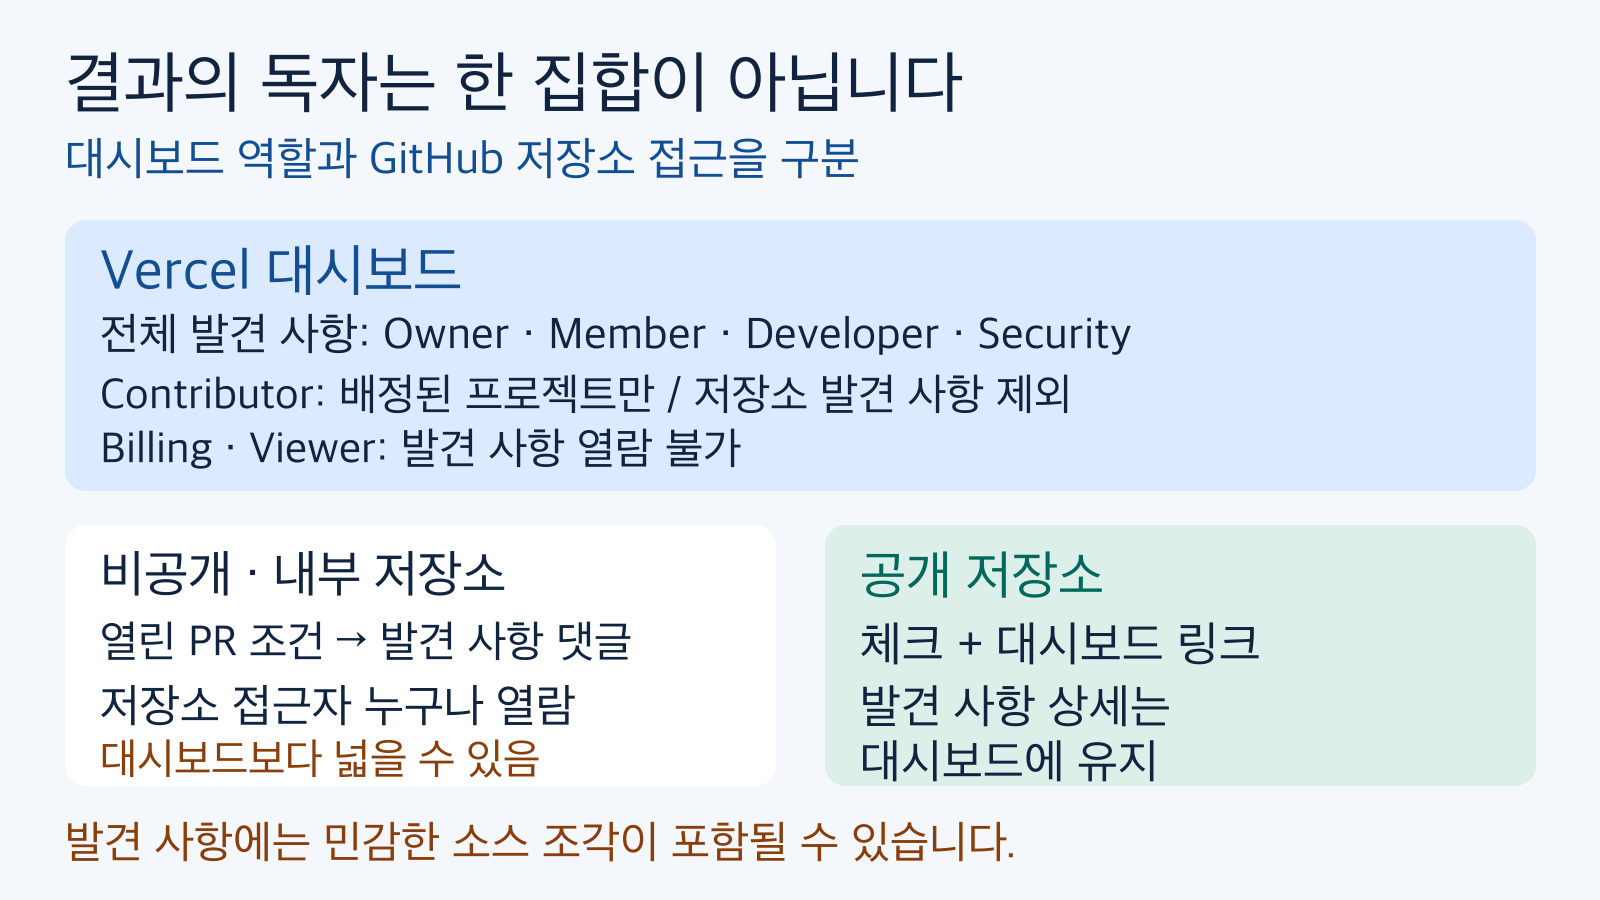 결과의 독자는 한 집합이 아닙니다
대시보드 역할과 GitHub 저장소 접근을 구분
Vercel 대시보드
전체 발견 사항: Owner · Member · Developer · Security
Contributor: 배정된 프로젝트만 / 저장소 발견 사항 제외
Billing · Viewer: 발견 사항 열람 불가
비공개 · 내부 저장소
열린 PR 조건 → 발견 사항 댓글
저장소 접근자 누구나 열람
대시보드보다 넓을 수 있음
공개 저장소
체크 + 대시보드 링크
발견 사항 상세는
대시보드에 유지
발견 사항에는 민감한 소스 조각이 포함될 수 있습니다.